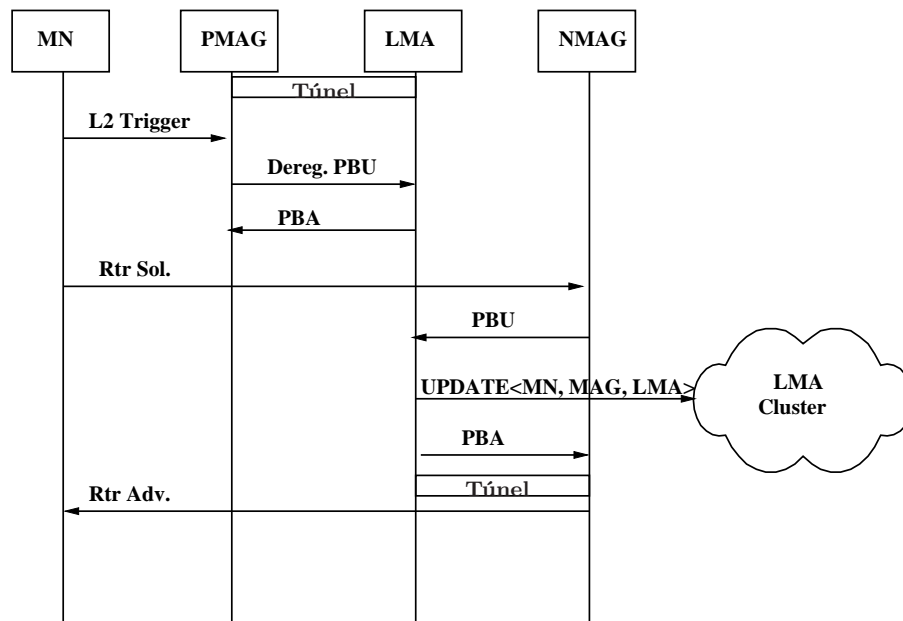 MN
PMAG
LMA
NMAG
Túnel
L2 Trigger
Dereg. PBU
PBA
Rtr Sol.
PBU
UPDATE<MN, MAG, LMA>
LMA
Cluster
PBA
Túnel
Rtr Adv.